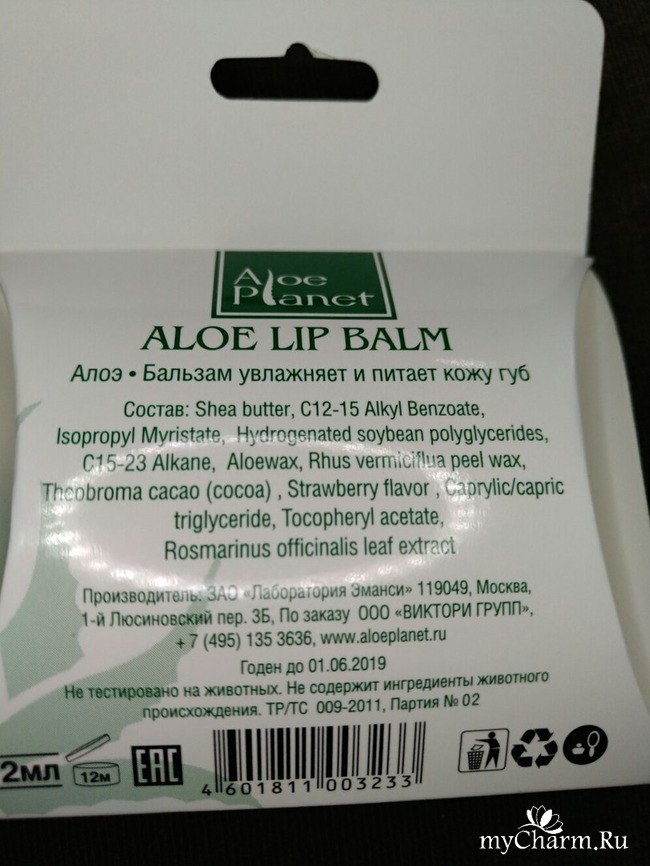 Aloe
Planet
ALOE LIP BALM
Алоэ • Бальзам увлажняет и питает кожу губ
Состав: Shea butter, C12-15 Alkyl Benzoate,
Isopropyl Myristate, Hydrogenated soybean polyglycerides,
C15-23 Alkane, Aloewax, Rhus vermiciflua peel wax,
Theobroma cacao (cocoa) , Strawberry flavor , Caprylic/capric
triglyceride, Tocopheryl acetate,
Rosmarinus officinalis leaf extract
Производитель: ЗАО «Лаборатория Эманси» 119049, Москва,
1-й Люсиновский пер. 3Б, По заказу ООО «ВИКТОРИ ГРУПП»,
+ 7 (495) 135 3636, www.aloeplanet.ru
Годен до 01.06.2019
Не тестировано на животных. Не содержит ингредиенты животного
происхождения. ТР/ТС 009-2011, Партия № 02
2мл
12м
EAC
4 601811 003233
myCharm.Ru